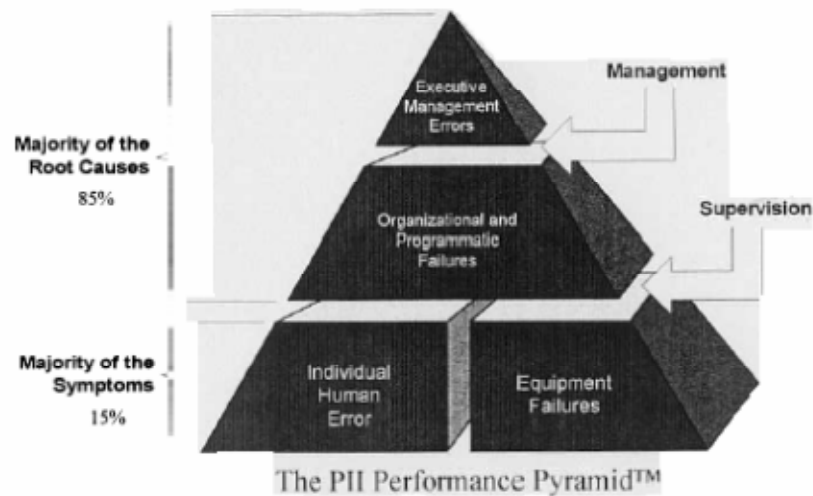 Executive
Management
Errors
Management
Majority of the
Root Causes
85%
Organizational and
Programmatic
Failures
Supervision
Majority of the
Symptoms
15%
Individual
Human
Error
Equipment
Failures
The PII Performance Pyramid™